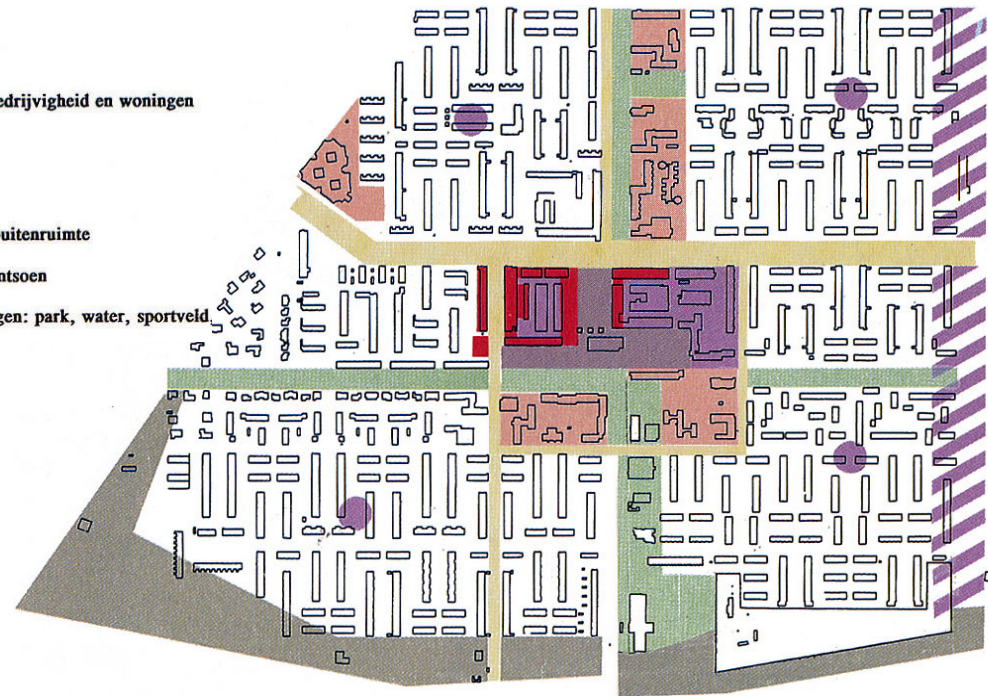 edrijvigheid en woningen
uitenruimte
ntsoen
gen: park, water, sportveld